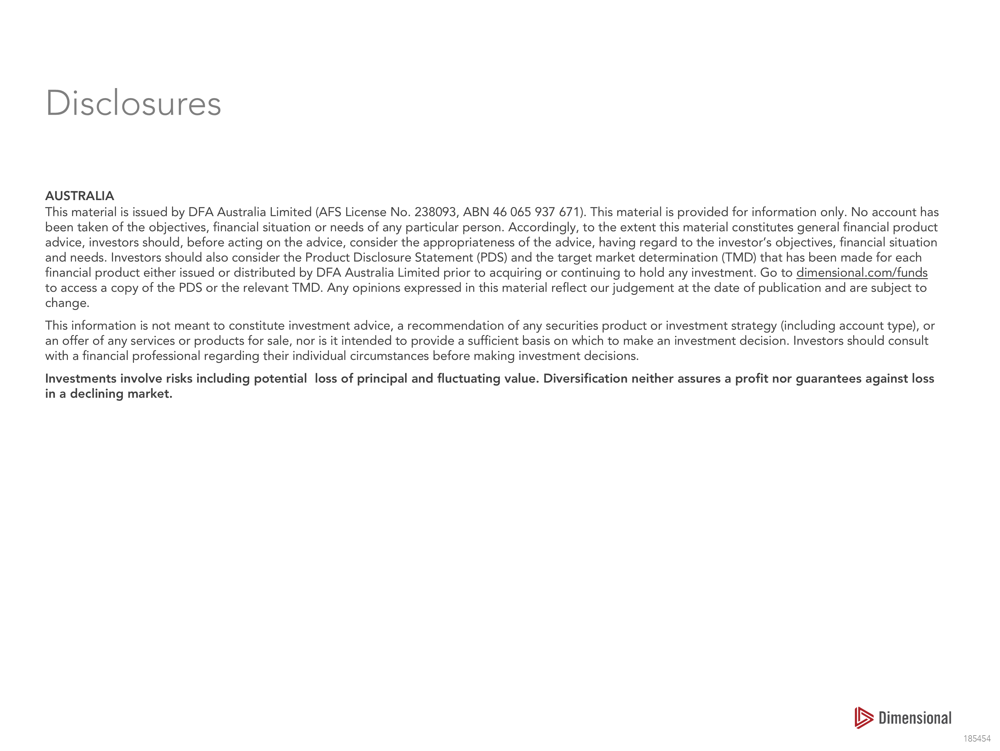 Disclosures
AUSTRALIA
This material is issued by DFA Australia Limited (AFS License No. 238093, ABN 46 065 937 671). This material is provided for information only. No account has
been taken of the objectives, financial situation or needs of any particular person. Accordingly, to the extent this material constitutes general financial product
advice, investors should, before acting on the advice, consider the appropriateness of the advice, having regard to the investor’s objectives, financial situation
and needs. Investors should also consider the Product Disclosure Statement (PDS) and the target market determination (TMD) that has been made for each
financial product either issued or distributed by DFA Australia Limited prior to acquiring or continuing to hold any investment. Go to dimensional.com/funds
to access a copy of the PDS or the relevant TMD. Any opinions expressed in this material reflect our judgement at the date of publication and are subject to
change.
This information is not meant to constitute investment advice, a recommendation of any securities product or investment strategy (including account type), or
an offer of any services or products for sale, nor is it intended to provide a sufficient basis on which to make an investment decision. Investors should consult
with a financial professional regarding their individual circumstances before making investment decisions.
Investments involve risks including potential  loss of principal and fluctuating value. Diversification neither assures a profit nor guarantees against loss
in a declining market.
Dimensional
185454